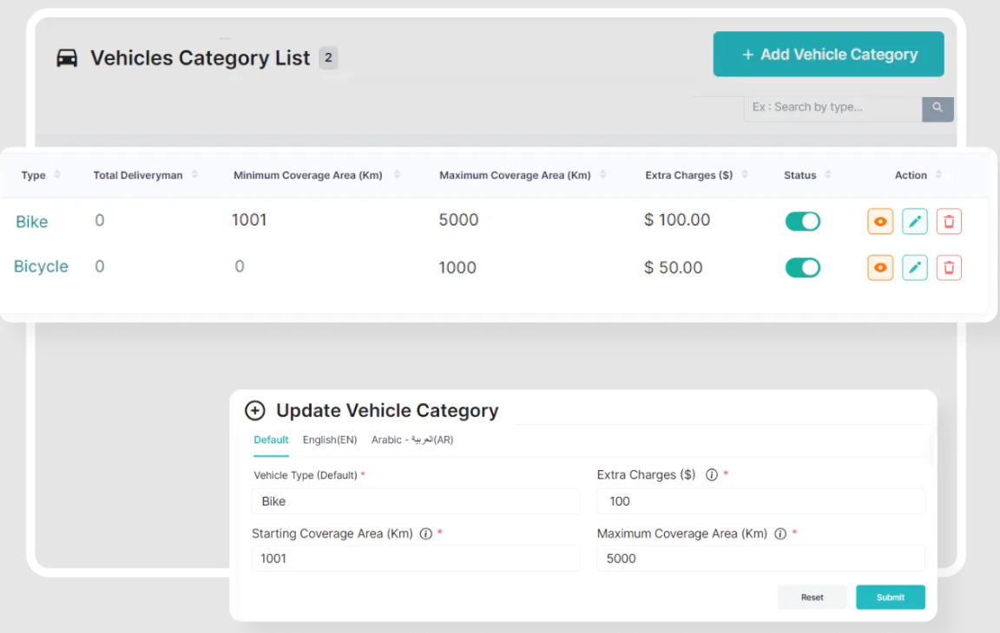 Vehicles Category List 2
+ Add Vehicle Category
Ex : Search by type...
Type Total Deliveryman Minimum Coverage Area (Km) Maximum Coverage Area (Km) Extra Charges ($) Status Action
Bike 0 1001 5000 $ 100.00
Bicycle 0 0 1000 $ 50.00
Update Vehicle Category
Default English(EN) Arabic - العربية(AR)
Vehicle Type (Default) * Extra Charges ($) *
Bike 100
Starting Coverage Area (Km) * Maximum Coverage Area (Km) *
1001 5000
Reset Submit